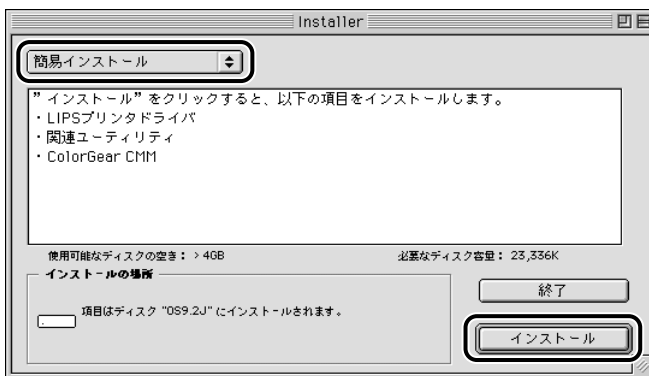 Installer
簡易インストール
”インストール”をクリックすると、以下の項目をインストールします。
・LIPSプリンタドライバ
・関連ユーティリティ
・ColorGear CMM
使用可能なディスクの空き： > 4GB
必要なディスク容量： 23,336K
インストールの場所
項目はディスク "OS9.2J" にインストールされます。
終了
インストール